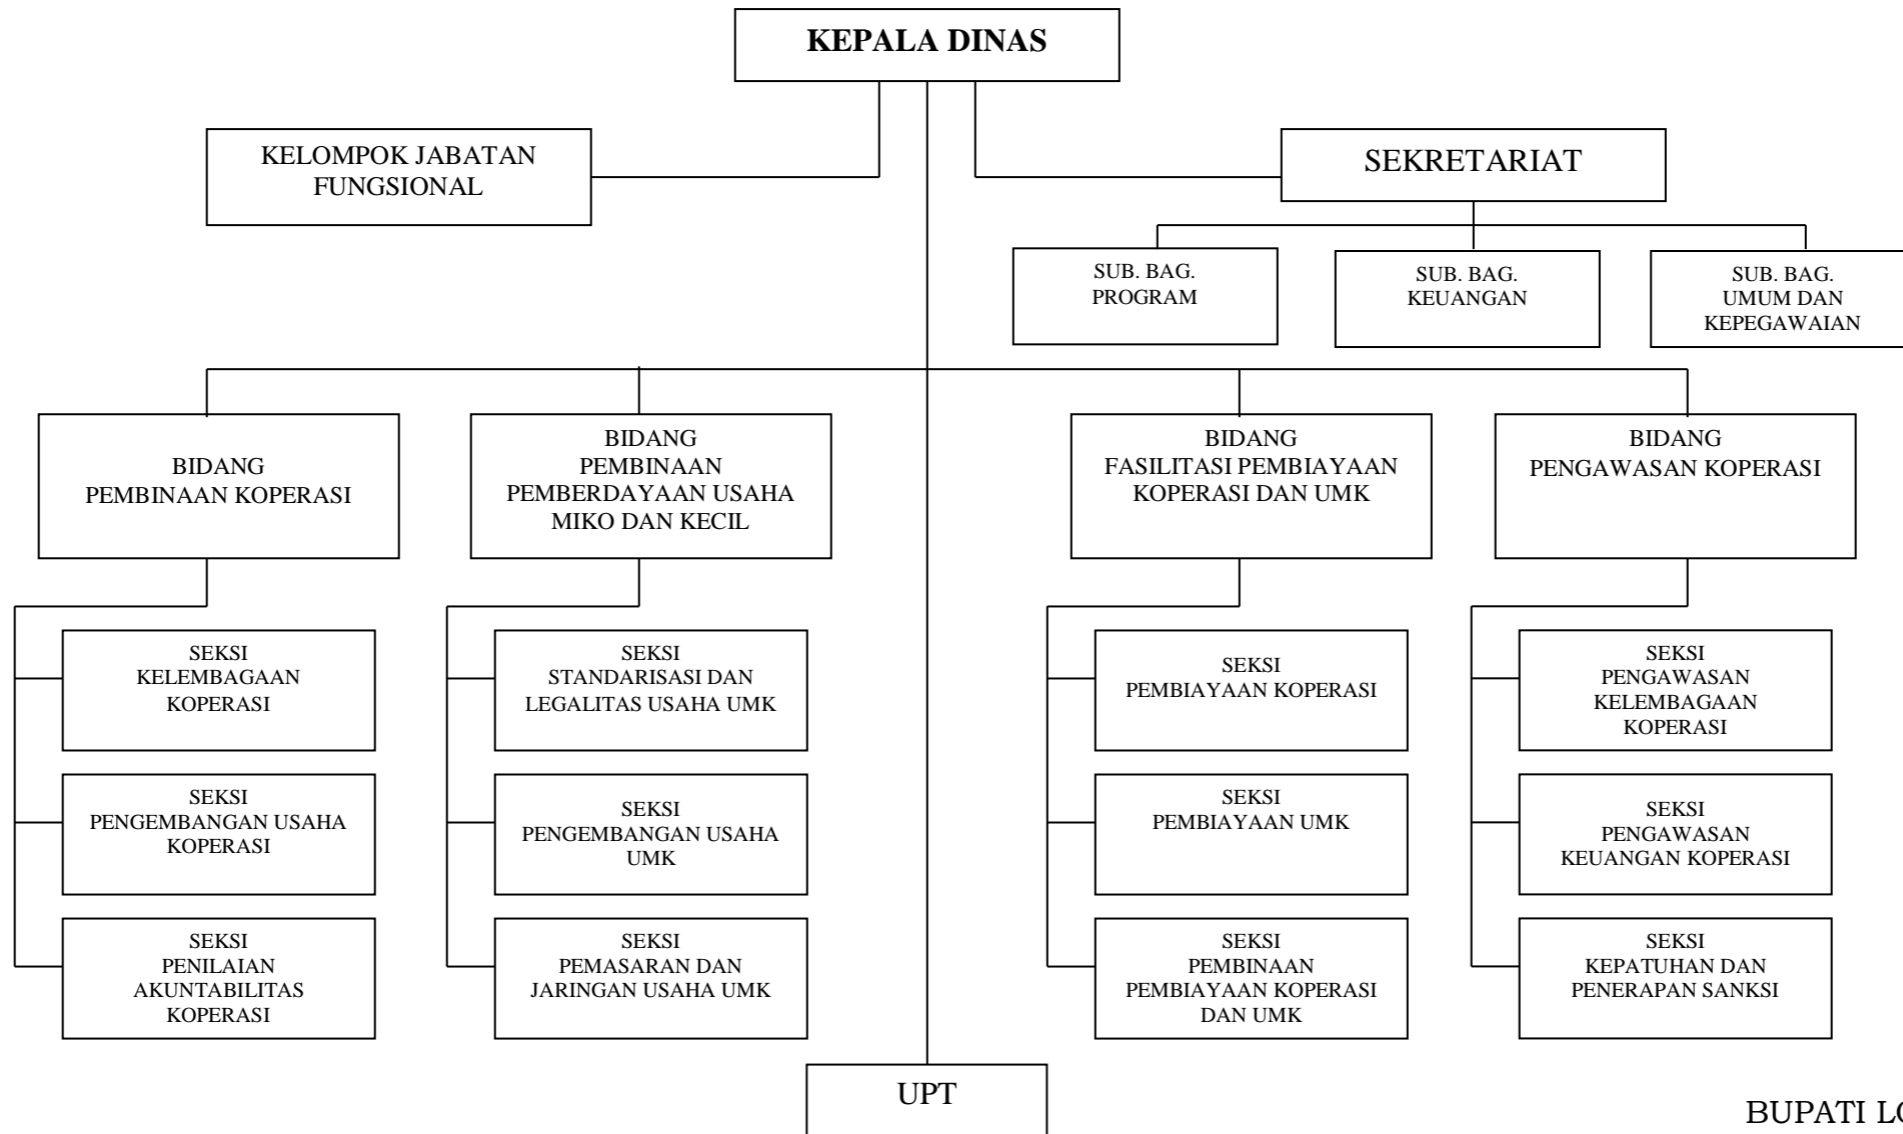 KEPALA DINAS
KELOMPOK JABATAN
FUNGSIONAL
SEKRETARIAT
SUB. BAG.
PROGRAM
SUB. BAG.
KEUANGAN
SUB. BAG.
UMUM DAN
KEPEGAWAIAN
BIDANG
PEMBINAAN KOPERASI
BIDANG
PEMBINAAN
PEMBERDAYAAN USAHA
MIKO DAN KECIL
BIDANG
FASILITASI PEMBIAYAAN
KOPERASI DAN UMK
BIDANG
PENGAWASAN KOPERASI
SEKSI
KELEMBAGAAN
KOPERASI
SEKSI
STANDARISASI DAN
LEGALITAS USAHA UMK
SEKSI
PEMBIAYAAN KOPERASI
SEKSI
PENGAWASAN
KELEMBAGAAN
KOPERASI
SEKSI
PENGEMBANGAN USAHA
KOPERASI
SEKSI
PENGEMBANGAN USAHA
UMK
SEKSI
PEMBIAYAAN UMK
SEKSI
PENGAWASAN
KEUANGAN KOPERASI
SEKSI
PENILAIAN
AKUNTABILITAS
KOPERASI
SEKSI
PEMASARAN DAN
JARINGAN USAHA UMK
SEKSI
PEMBINAAN
PEMBIAYAAN KOPERASI
DAN UMK
SEKSI
KEPATUHAN DAN
PENERAPAN SANKSI
UPT
BUPATI